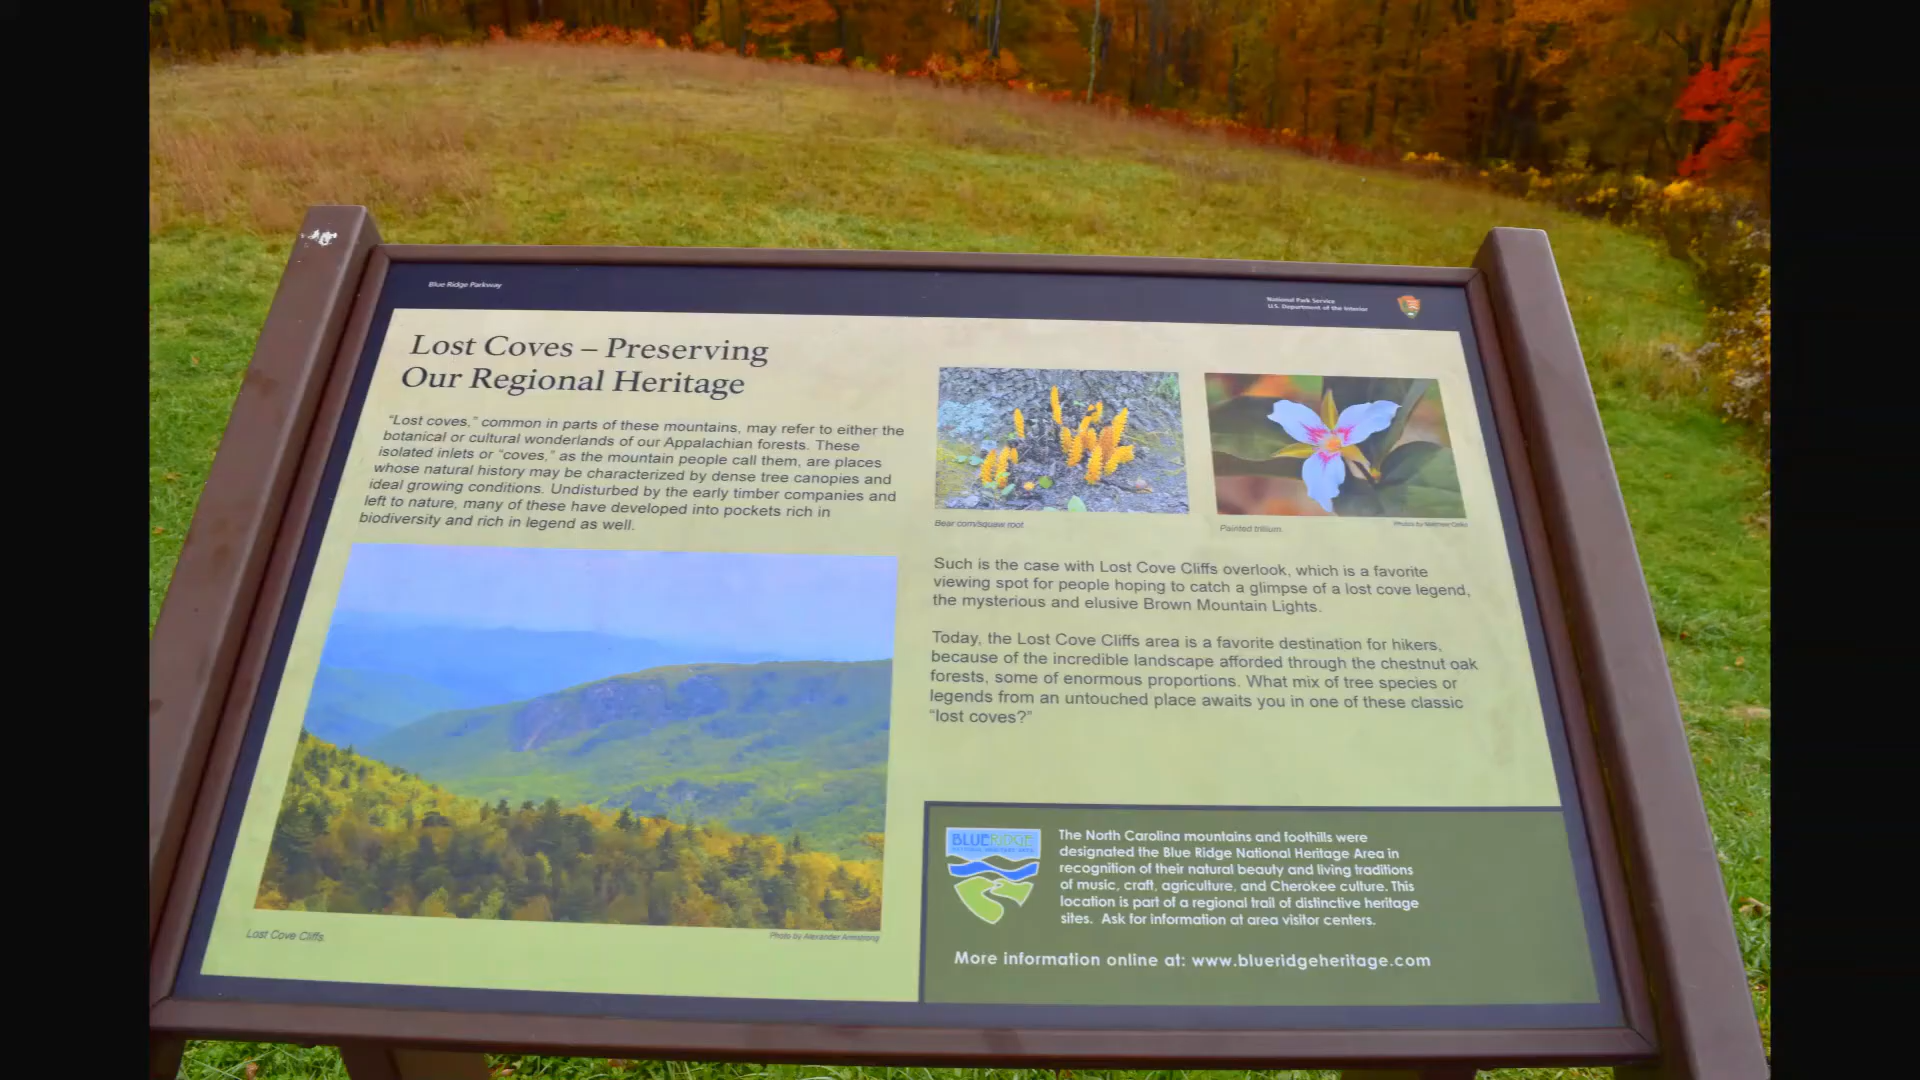 Blue Ridge Parkway
National Park Service
U.S. Department of the Interior
Lost Coves – Preserving
Our Regional Heritage
“Lost coves,” common in parts of these mountains, may refer to either the
botanical or cultural wonderlands of our Appalachian forests. These
isolated inlets or “coves,” as the mountain people call them, are places
whose natural history may be characterized by dense tree canopies and
ideal growing conditions. Undisturbed by the early timber companies and
left to nature, many of these have developed into pockets rich in
biodiversity and rich in legend as well.
Lost Cove Cliffs.
Photo by Alexander Armstrong
Bear corn/squaw root
Painted trillium.
Photos by
Such is the case with Lost Cove Cliffs overlook, which is a favorite
viewing spot for people hoping to catch a glimpse of a lost cove legend,
the mysterious and elusive Brown Mountain Lights.
Today, the Lost Cove Cliffs area is a favorite destination for hikers,
because of the incredible landscape afforded through the chestnut oak
forests, some of enormous proportions. What mix of tree species or
legends from an untouched place awaits you in one of these classic
“lost coves?”
BLUERIDGE
NATIONAL HERITAGE AREA
The North Carolina mountains and foothills were
designated the Blue Ridge National Heritage Area in
recognition of their natural beauty and living traditions
of music, craft, agriculture, and Cherokee culture. This
location is part of a regional trail of distinctive heritage
sites. Ask for information at area visitor centers.
More information online at: www.blueridgeheritage.com